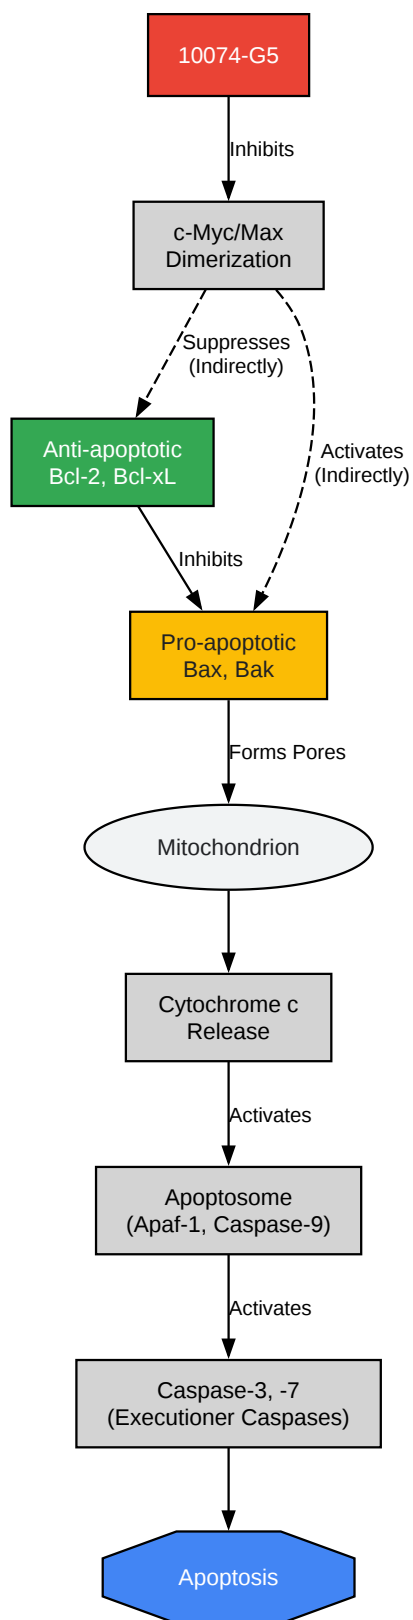 10074-G5
Inhibits
c-Myc/Max
Dimerization
Suppresses
(Indirectly)
Anti-apoptotic
Bcl-2, Bcl-xL
Activates
(Indirectly)
Inhibits
Pro-apoptotic
Bax, Bak
Forms Pores
Mitochondrion
Cytochrome c
Release
Activates
Apoptosome
(Apaf-1, Caspase-9)
Activates
Caspase-3, -7
(Executioner Caspases)
Apoptosis